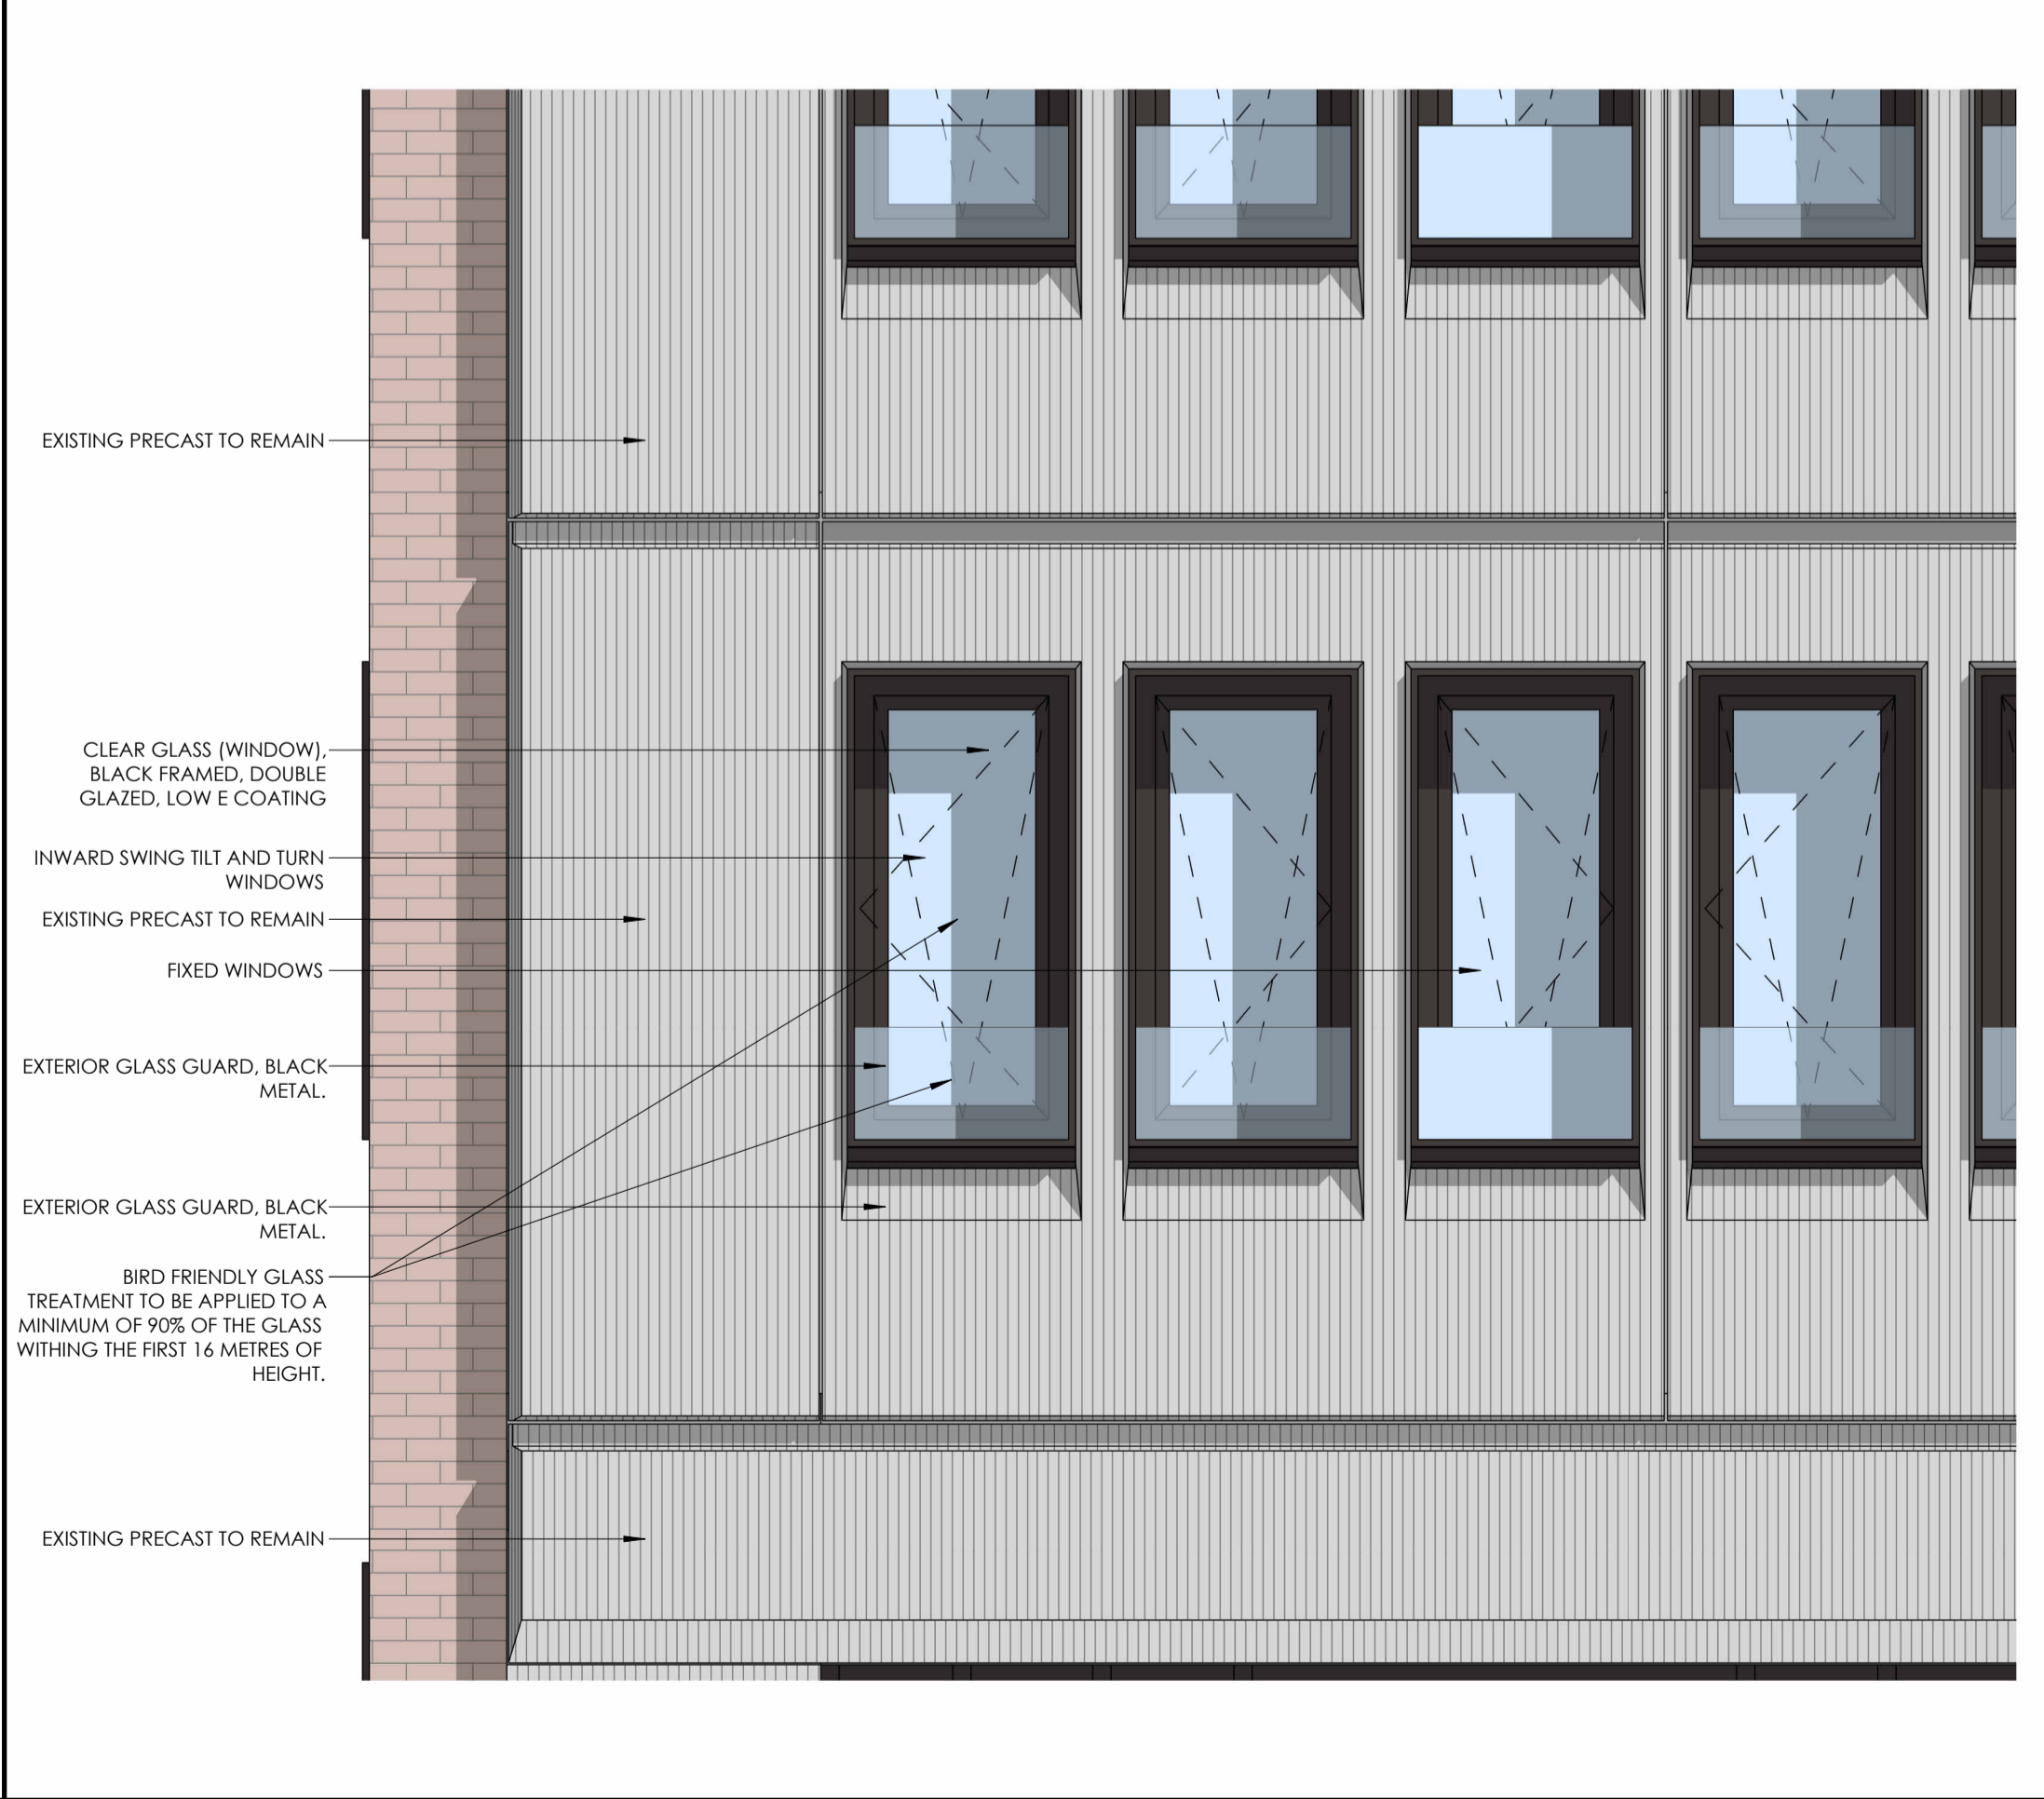 EXISTING PRECAST TO REMAIN
CLEAR GLASS (WINDOW),
BLACK FRAMED, DOUBLE
GLAZED, LOW E COATING
INWARD SWING TILT AND TURN
WINDOWS
EXISTING PRECAST TO REMAIN
FIXED WINDOWS
EXTERIOR GLASS GUARD, BLACK
METAL.
EXTERIOR GLASS GUARD, BLACK
METAL.
BIRD FRIENDLY GLASS
TREATMENT TO BE APPLIED TO A
MINIMUM OF 90% OF THE GLASS
WITHING THE FIRST 16 METRES OF
HEIGHT.
EXISTING PRECAST TO REMAIN